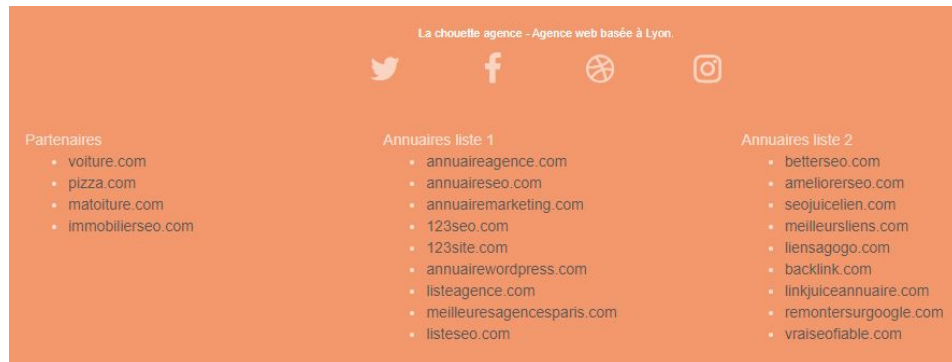 La chouette agence - Agence web basée à Lyon.
Partenaires
voiture.com
pizza.com
matoiture.com
immobilierseo.com
Annuaires liste 1
annuaireagence.com
annuaireseo.com
annuairemarketing.com
123seo.com
123site.com
annuairewordpress.com
listeagence.com
meilleuresagencesparis.com
listeseo.com
Annuaires liste 2
betterseo.com
ameliorerseo.com
seojuicelien.com
meilleursliens.com
liensagogo.com
backlink.com
linkjuiceannuaire.com
remontersurgoogle.com
vraiseofiable.com